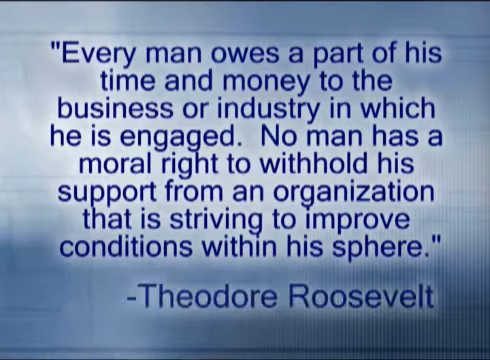 "Every man owes a part of his
time and money to the
business or industry in which
he is engaged.  No man has a
moral right to withhold his
support from an organization
that is striving to improve
conditions within his sphere."
-Theodore Roosevelt